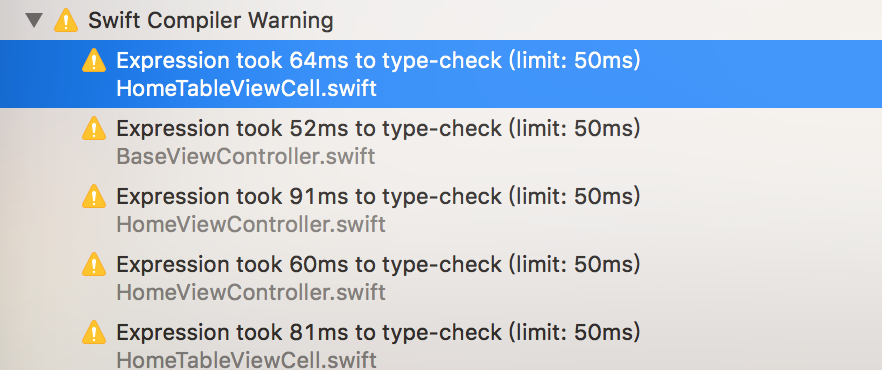 Swift Compiler Warning
Expression took 64ms to type-check (limit: 50ms)
HomeTableViewCell.swift
Expression took 52ms to type-check (limit: 50ms)
BaseViewController.swift
Expression took 91ms to type-check (limit: 50ms)
HomeViewController.swift
Expression took 60ms to type-check (limit: 50ms)
HomeViewController.swift
Expression took 81ms to type-check (limit: 50ms)
HomeTableViewCell.swift